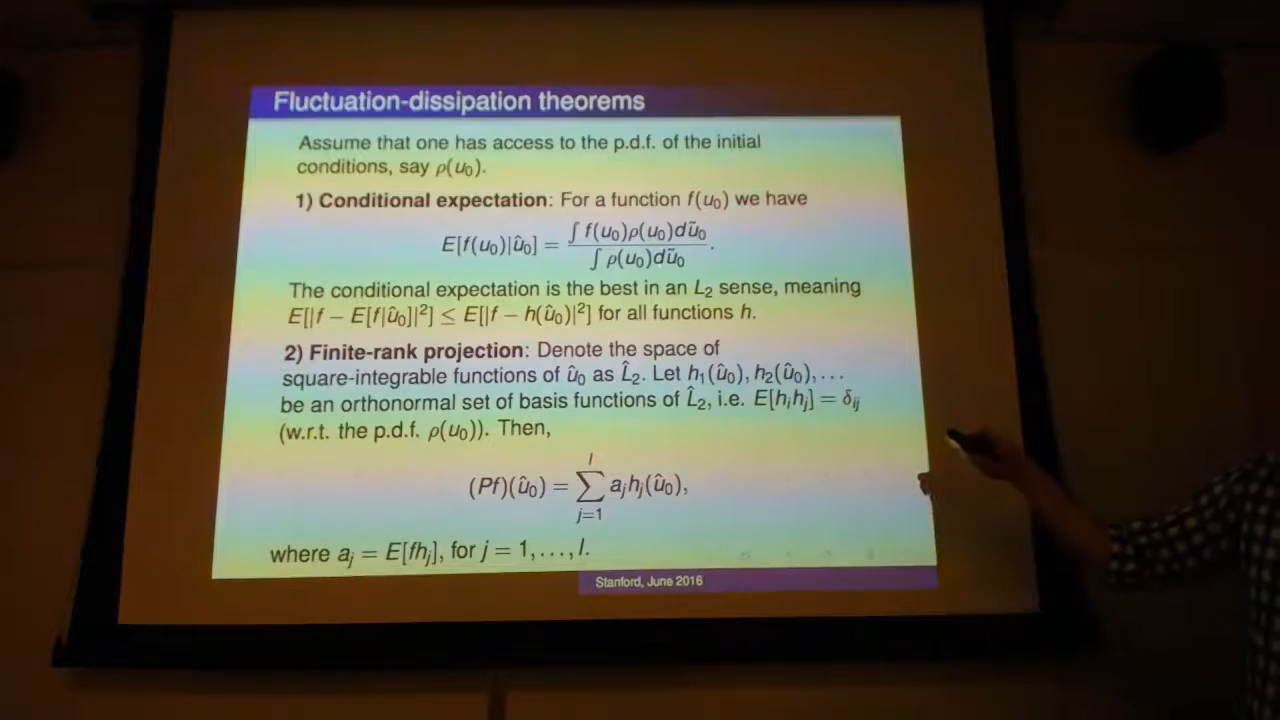 Fluctuation-dissipation theorems
Assume that one has access to the p.d.f. of the initial
conditions, say ρ(u₀).
1) Conditional expectation: For a function f(u₀) we have
E[f(u₀)|û₀] = ∫ f(u₀)ρ(u₀)dũ₀ / ∫ ρ(u₀)dũ₀ .
The conditional expectation is the best in an L₂ sense, meaning
E[|f − E[f|û₀]|²] ≤ E[|f − h(û₀)|²] for all functions h.
2) Finite-rank projection: Denote the space of
square-integrable functions of û₀ as L̂₂. Let h₁(û₀), h₂(û₀), . . .
be an orthonormal set of basis functions of L̂₂, i.e. E[hᵢhⱼ] = δᵢⱼ
(w.r.t. the p.d.f. ρ(u₀)). Then,
(Pf)(û₀) = ∑ⱼ₌₁ˡ aⱼhⱼ(û₀),
where aⱼ = E[fhⱼ], for j = 1, . . . , l.
Stanford, June 2016